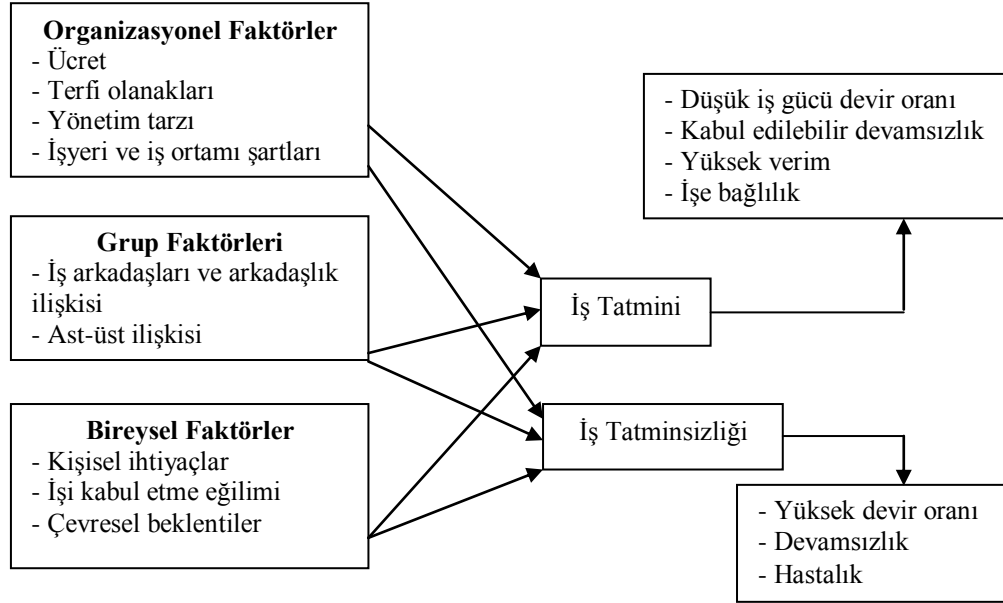 Organizasyonel Faktörler
- Ücret
- Terfi olanakları
- Yönetim tarzı
- İşyeri ve iş ortamı şartları
Grup Faktörleri
- İş arkadaşları ve arkadaşlık
ilişkisi
- Ast-üst ilişkisi
Bireysel Faktörler
- Kişisel ihtiyaçlar
- İşi kabul etme eğilimi
- Çevresel beklentiler
İş Tatmini
İş Tatminsizliği
- Düşük iş gücü devir oranı
- Kabul edilebilir devamsızlık
- Yüksek verim
- İşe bağlılık
- Yüksek devir oranı
- Devamsızlık
- Hastalık